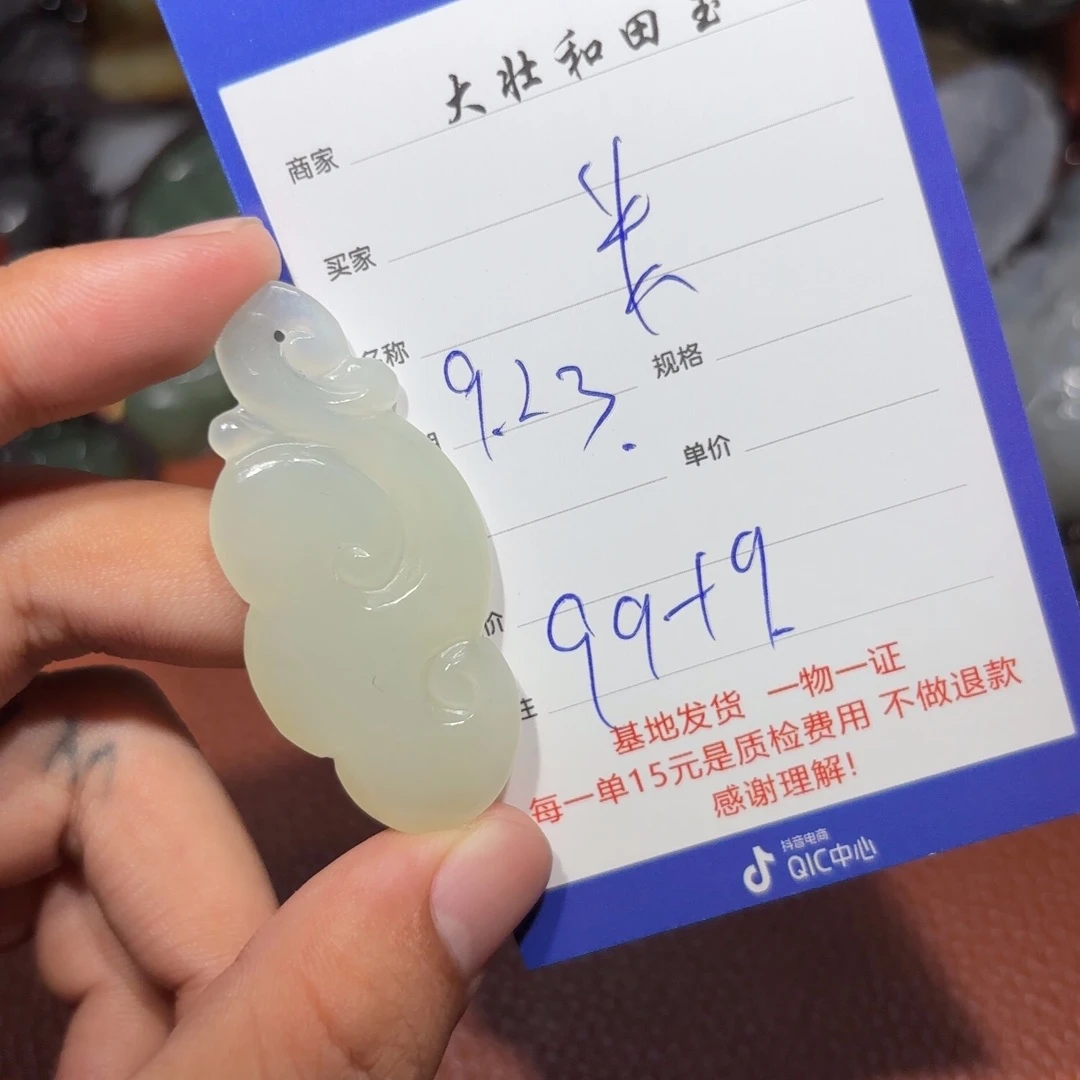 大壮和田玉
商家
买家
名称
9.23.
规格
单价
价
99+9
基地发货 一物一证
每一单15元是质检费用 不做退款
感谢理解!
抖音电商
QIC中心